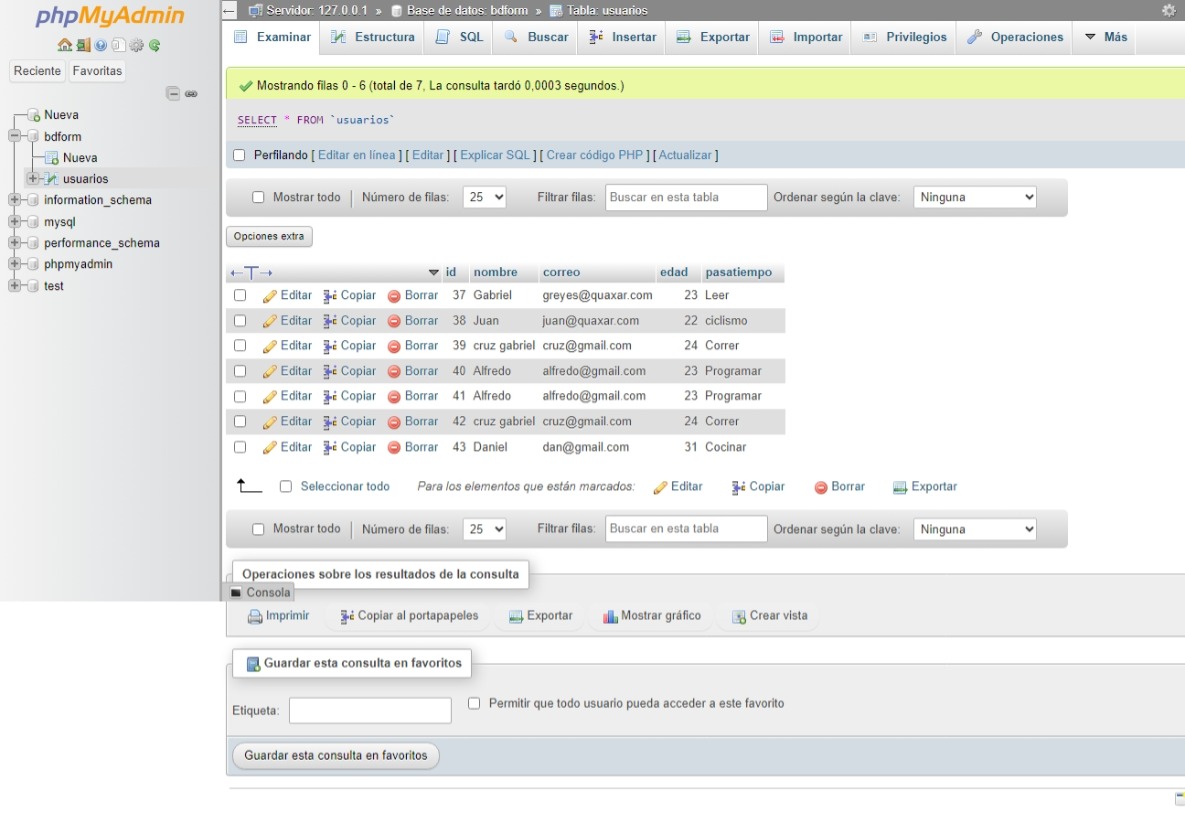 phpMyAdmin
Reciente Favoritas
Nueva
bdform
Nueva
usuarios
information_schema
mysql
performance_schema
phpmyadmin
test
Servidor: 127.0.0.1 » Base de datos: bdform » Tabla: usuarios
Examinar Estructura SQL Buscar Insertar Exportar Importar Privilegios Operaciones Más
Mostrando filas 0 - 6 (total de 7, La consulta tardó 0,0003 segundos.)
SELECT * FROM `usuarios`
Perfilando [ Editar en línea ] [ Editar ] [ Explicar SQL ] [ Crear código PHP ] [ Actualizar ]
Mostrar todo Número de filas: 25 Filtrar filas: Buscar en esta tabla Ordenar según la clave: Ninguna
Opciones extra
←T→ id nombre correo edad pasatiempo
Editar Copiar Borrar 37 Gabriel greyes@quaxar.com 23 Leer
Editar Copiar Borrar 38 Juan juan@quaxar.com 22 ciclismo
Editar Copiar Borrar 39 cruz gabriel cruz@gmail.com 24 Correr
Editar Copiar Borrar 40 Alfredo alfredo@gmail.com 23 Programar
Editar Copiar Borrar 41 Alfredo alfredo@gmail.com 23 Programar
Editar Copiar Borrar 42 cruz gabriel cruz@gmail.com 24 Correr
Editar Copiar Borrar 43 Daniel dan@gmail.com 31 Cocinar
Seleccionar todo Para los elementos que están marcados: Editar Copiar Borrar Exportar
Mostrar todo Número de filas: 25 Filtrar filas: Buscar en esta tabla Ordenar según la clave: Ninguna
Operaciones sobre los resultados de la consulta
Consola
Imprimir Copiar al portapapeles Exportar Mostrar gráfico Crear vista
Guardar esta consulta en favoritos
Etiqueta: Permitir que todo usuario pueda acceder a este favorito
Guardar esta consulta en favoritos